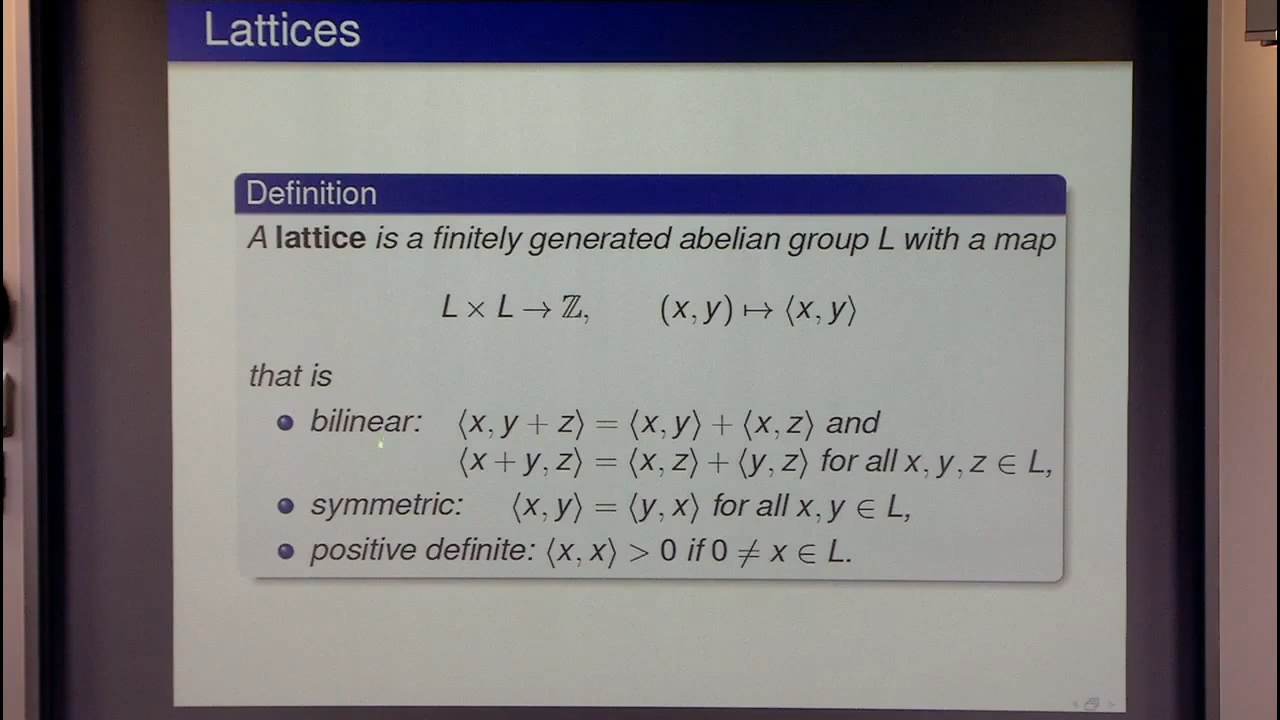 Lattices
Definition
A lattice is a finitely generated abelian group L with a map
L × L → ℤ, (x, y) ↦ ⟨x, y⟩
that is
bilinear: ⟨x, y + z⟩ = ⟨x, y⟩ + ⟨x, z⟩ and
⟨x + y, z⟩ = ⟨x, z⟩ + ⟨y, z⟩ for all x, y, z ∈ L,
symmetric: ⟨x, y⟩ = ⟨y, x⟩ for all x, y ∈ L,
positive definite: ⟨x, x⟩ > 0 if 0 ≠ x ∈ L.